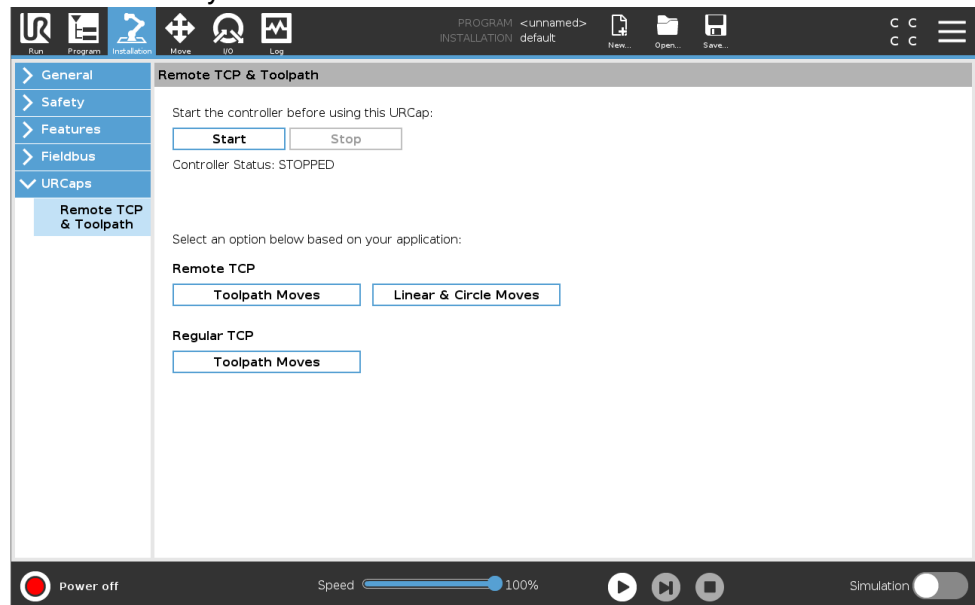 PROGRAM <unnamed>
INSTALLATION default
C C
C C
UR
Run
Program
Installation
Move
I/O
Log
New...
Open...
Save...
General
Safety
Features
Fieldbus
URCaps
Remote TCP
& Toolpath
Remote TCP & Toolpath
Start the controller before using this URCap:
Start Stop
Controller Status: STOPPED
Select an option below based on your application:
Remote TCP
Toolpath Moves Linear & Circle Moves
Regular TCP
Toolpath Moves
Power off
Speed 100%
Simulation